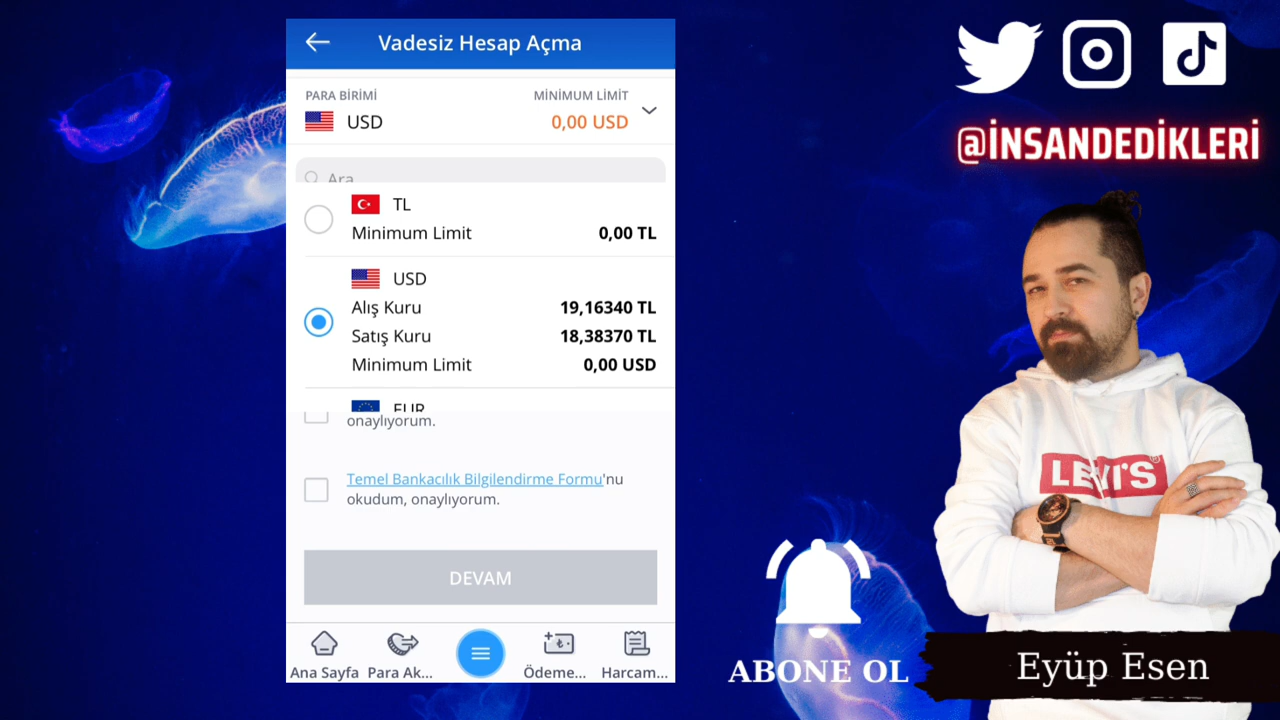 Vadesiz Hesap Açma
PARA BİRİMİ
MİNİMUM LİMİT
USD
0,00 USD
Ara
TL
Minimum Limit
0,00 TL
USD
Alış Kuru
19,16340 TL
Satış Kuru
18,38370 TL
Minimum Limit
0,00 USD
EUR
onaylıyorum.
Temel Bankacılık Bilgilendirme Formu'nu
okudum, onaylıyorum.
DEVAM
Ana Sayfa
Para Ak...
Ödeme...
Harcam...
@İNSANDEDİKLERİ
LEVI'S
ABONE OL
Eyüp Esen